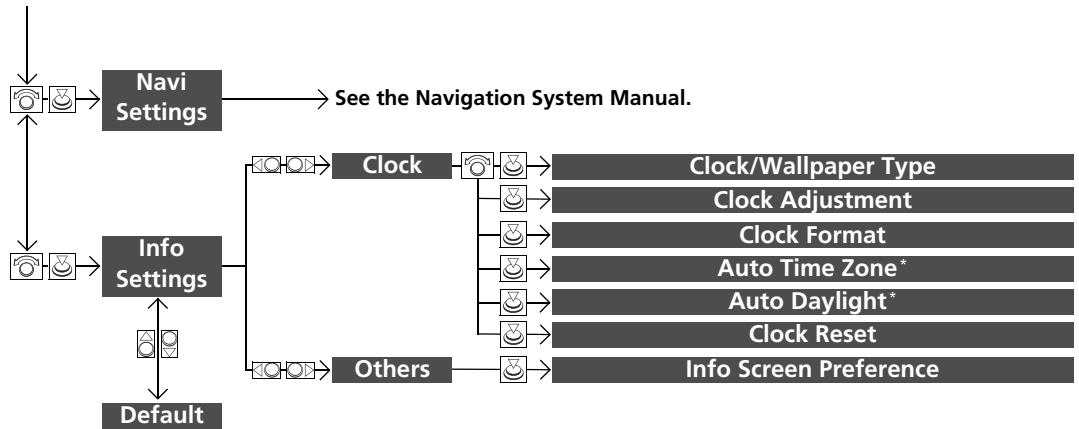 Navi
Settings
See the Navigation System Manual.
Clock
Clock/Wallpaper Type
Clock Adjustment
Clock Format
Info
Settings
Auto Time Zone*
Auto Daylight*
Clock Reset
Others
Info Screen Preference
Default